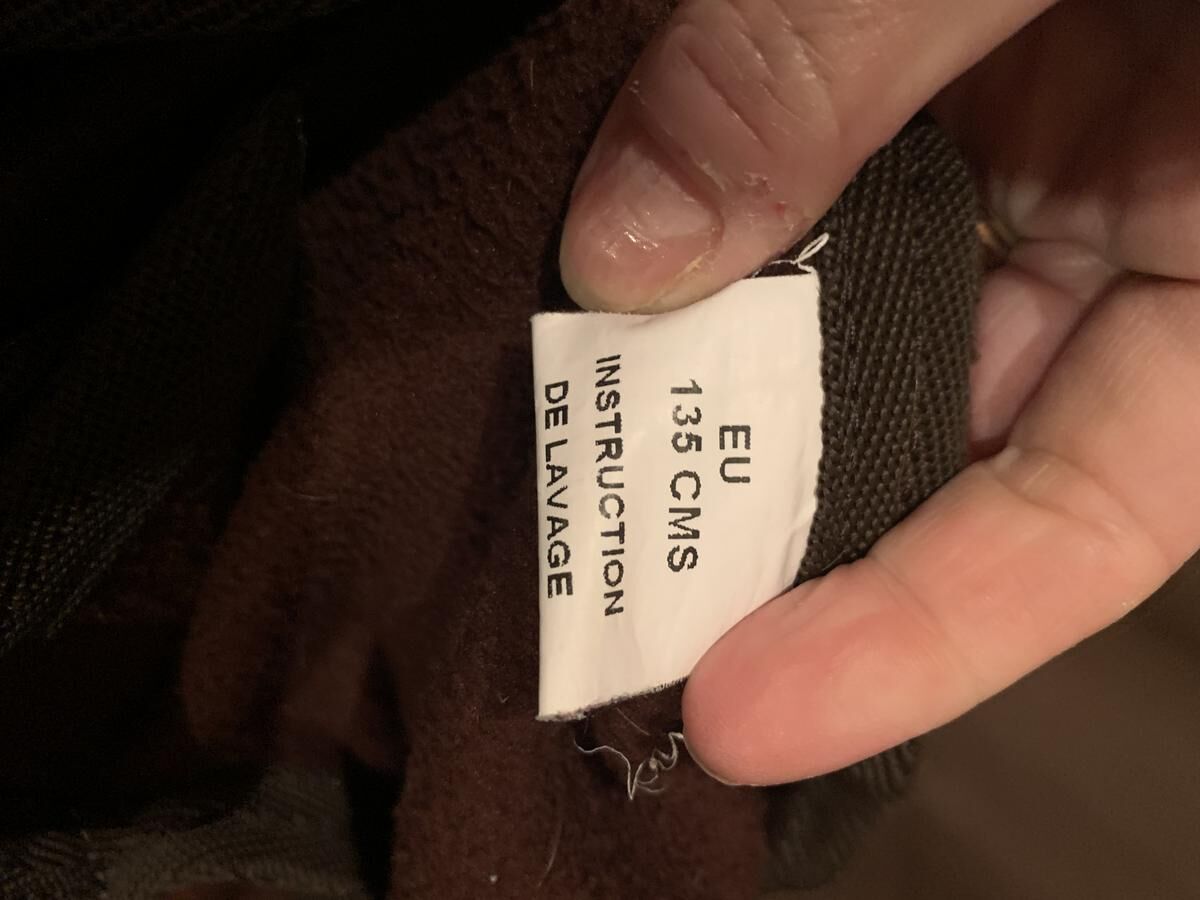 EU
135 CMS
INSTRUCTION
DE LAVAGE